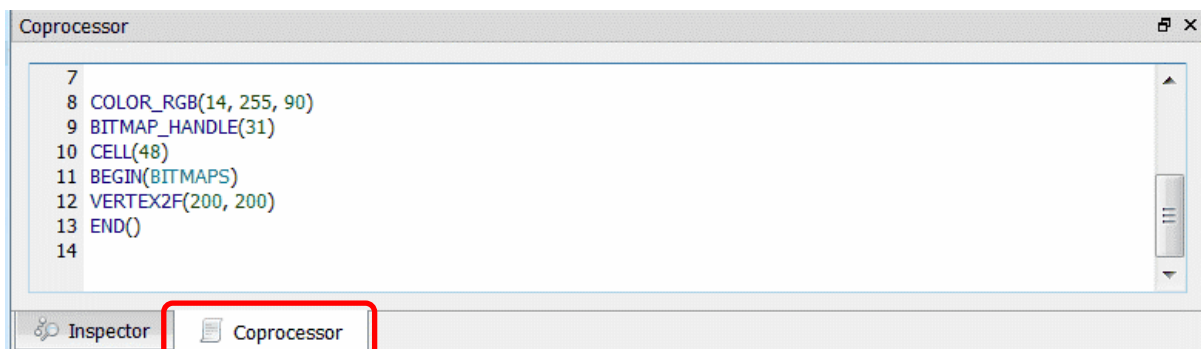 Coprocessor
7
8 COLOR_RGB(14, 255, 90)
9 BITMAP_HANDLE(31)
10 CELL(48)
11 BEGIN(BITMAPS)
12 VERTEX2F(200, 200)
13 END()
14
Inspector Coprocessor